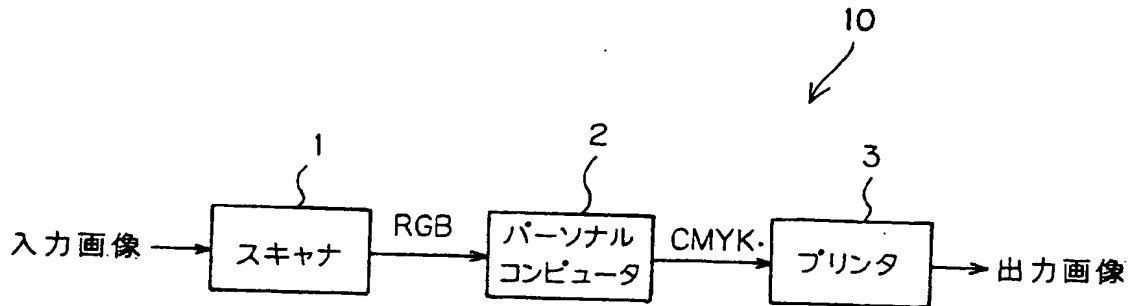 10
1
2
3
入力画像
スキャナ
RGB
パーソナル
コンピュータ
CMYK.
プリンタ
出力画像